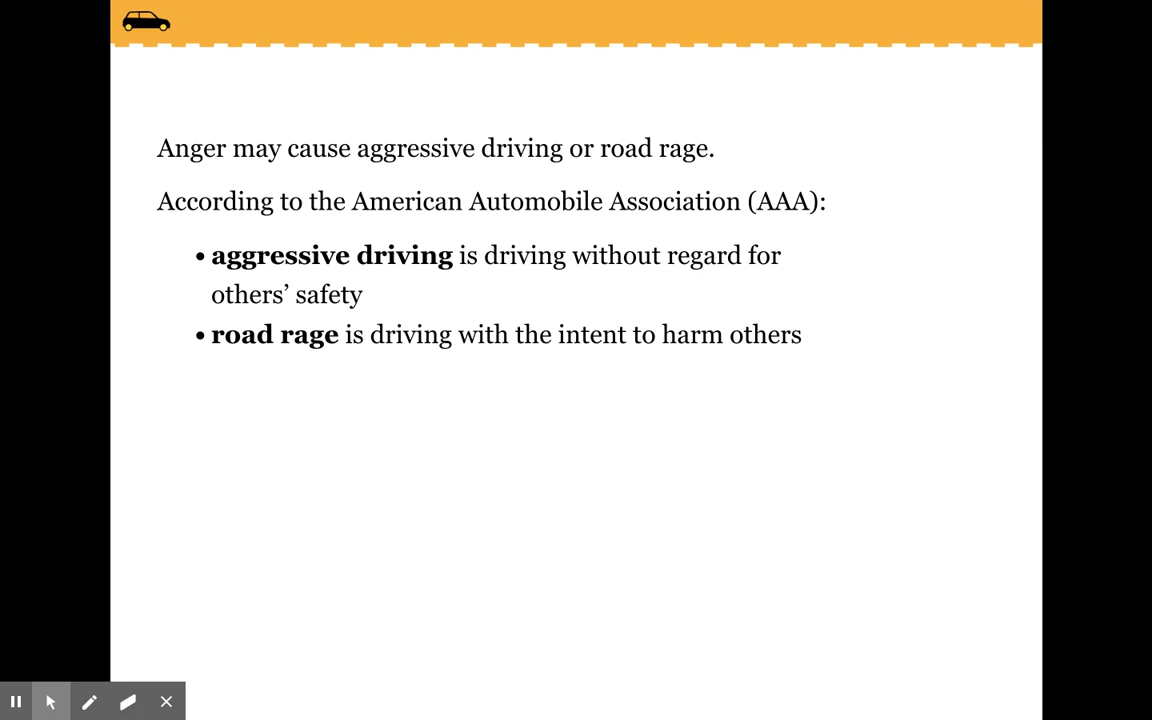 Anger may cause aggressive driving or road rage.
According to the American Automobile Association (AAA):
• aggressive driving is driving without regard for
others’ safety
• road rage is driving with the intent to harm others